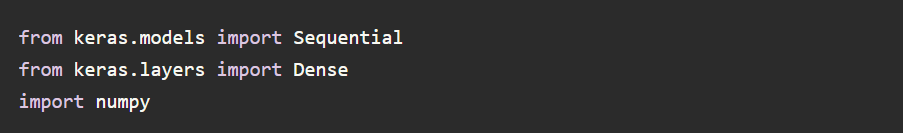 from keras.models import Sequential
from keras.layers import Dense
import numpy